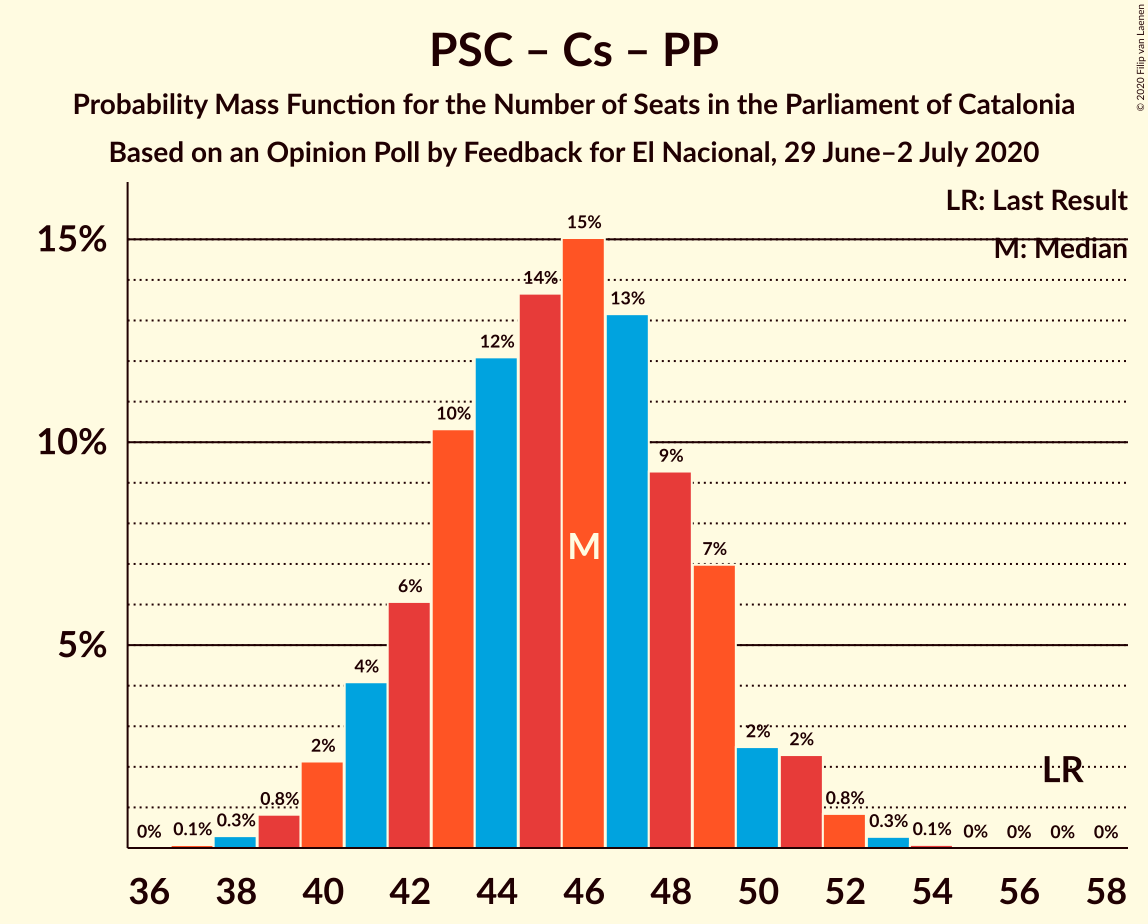 PSC – Cs – PP
Probability Mass Function for the Number of Seats in the Parliament of Catalonia
Based on an Opinion Poll by Feedback for El Nacional, 29 June–2 July 2020
© 2020 Filip van Laenen
LR: Last Result
M: Median
15%
10%
5%
0%
0.1%
0.3%
0.8%
2%
4%
6%
10%
12%
14%
15%
13%
9%
7%
2%
2%
0.8%
0.3%
0.1%
0%
0%
0%
0%
M
LR
36 38 40 42 44 46 48 50 52 54 56 58